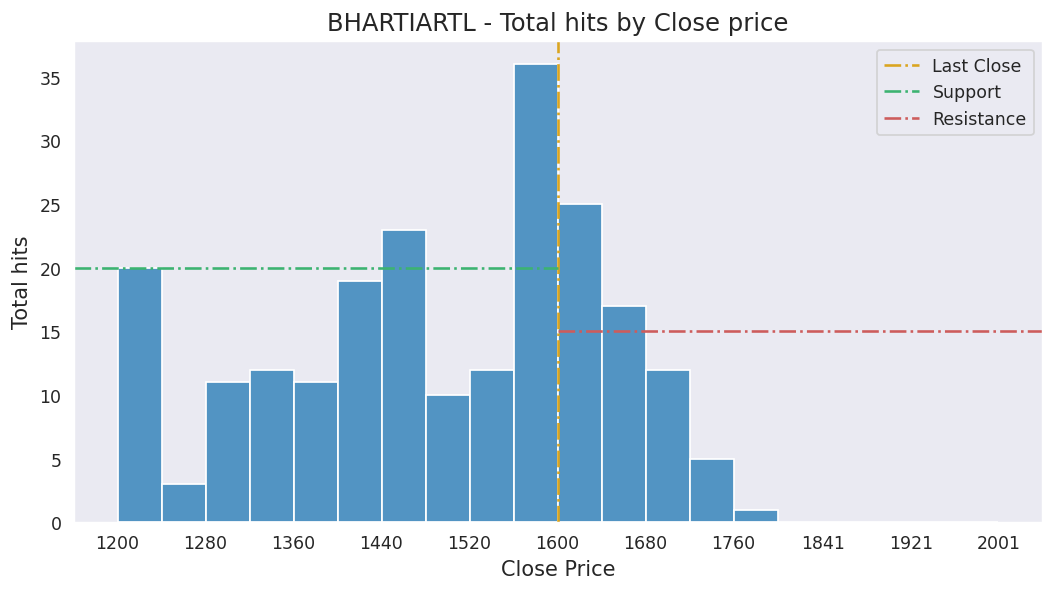 BHARTIARTL - Total hits by Close price
Last Close
Support
Resistance
Total hits
35
30
25
20
15
10
5
0
1200 1280 1360 1440 1520 1600 1680 1760 1841 1921 2001
Close Price